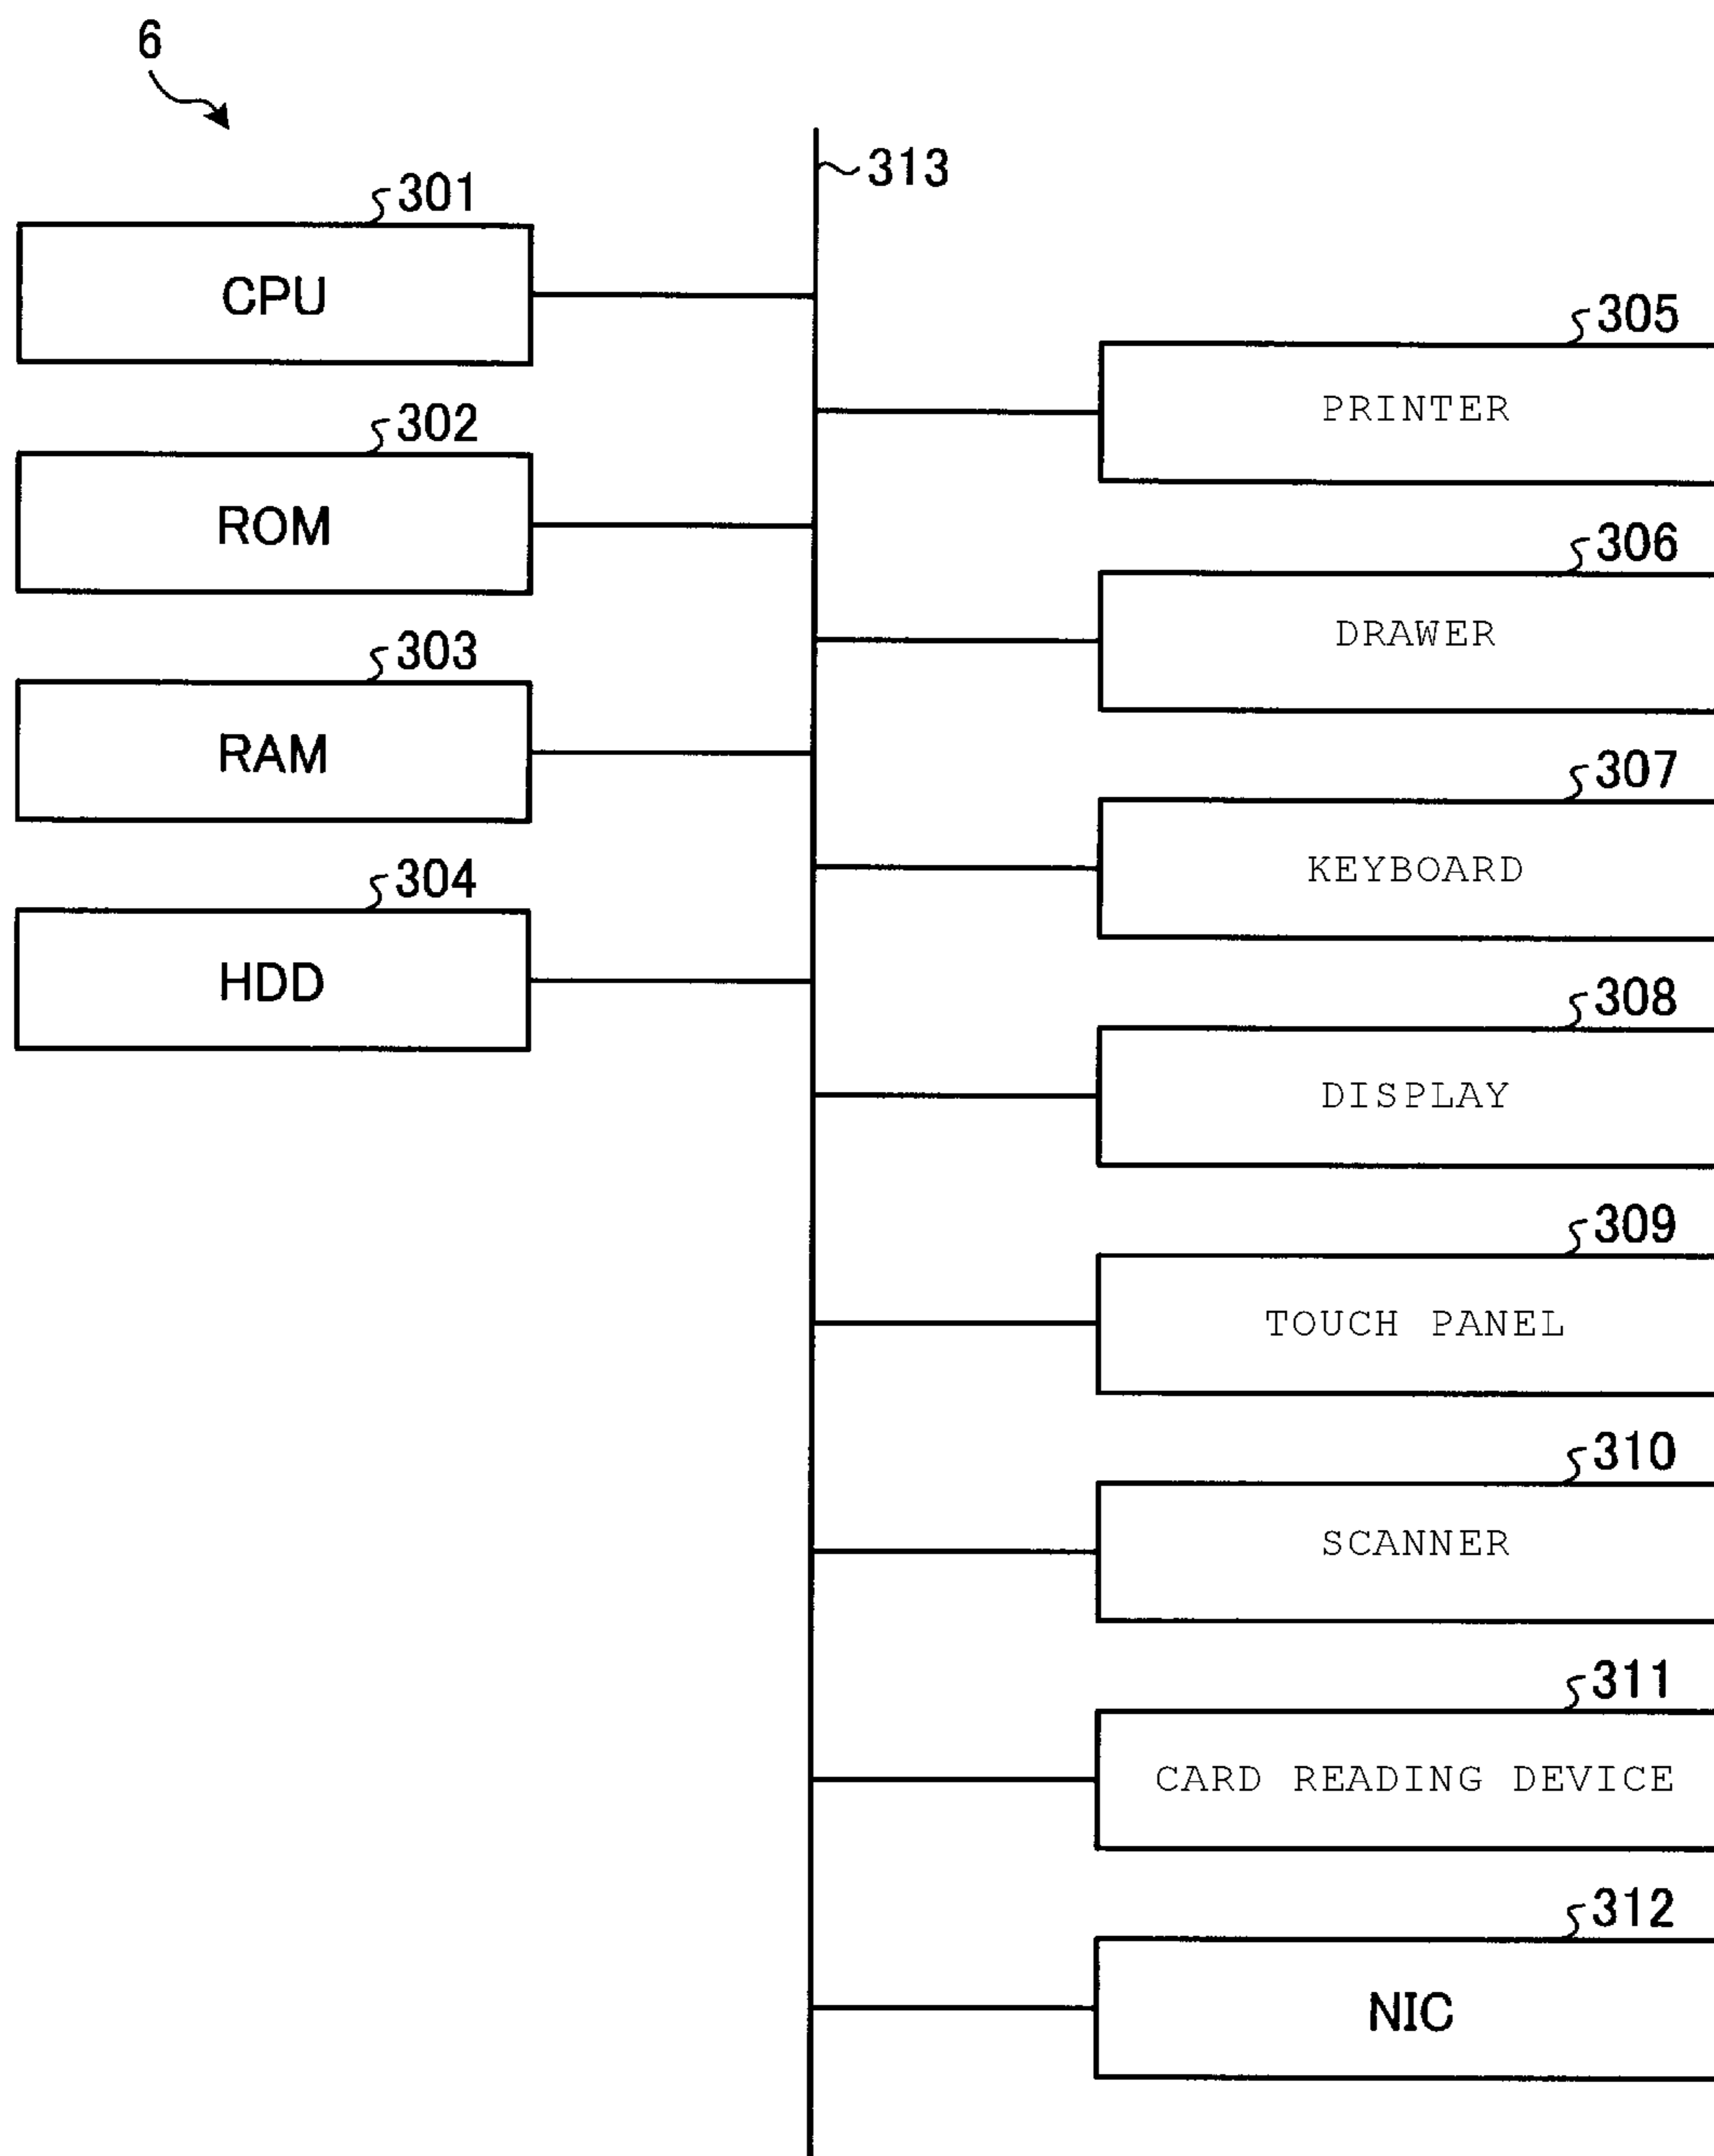 6
313
301
CPU
302
ROM
303
RAM
304
HDD
305
PRINTER
306
DRAWER
307
KEYBOARD
308
DISPLAY
309
TOUCH PANEL
310
SCANNER
311
CARD READING DEVICE
312
NIC